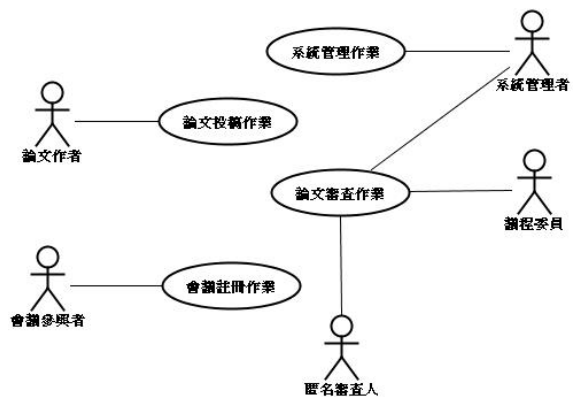 系統管理作業
系統管理者
論文投稿作業
論文作者
論文審查作業
議程委員
會議註冊作業
會議參與者
匿名審查人